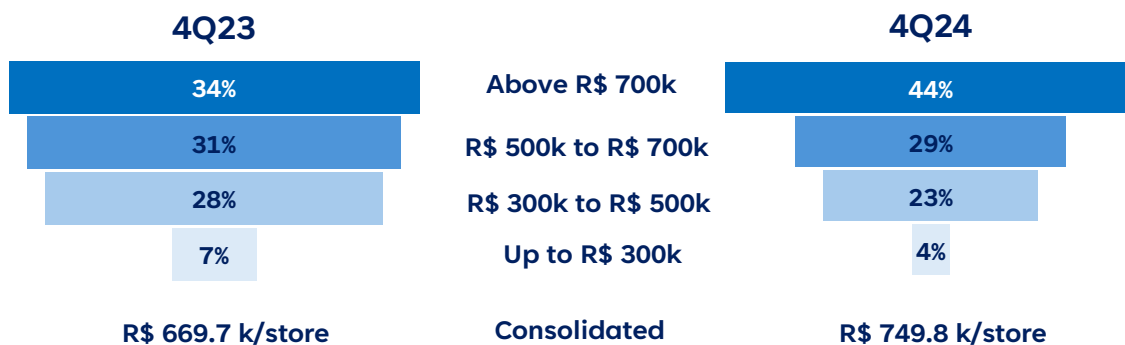 4Q23 4Q24
34% Above R$ 700k 44%
31% R$ 500k to R$ 700k 29%
28% R$ 300k to R$ 500k 23%
7% Up to R$ 300k 4%
R$ 669.7 k/store Consolidated R$ 749.8 k/store